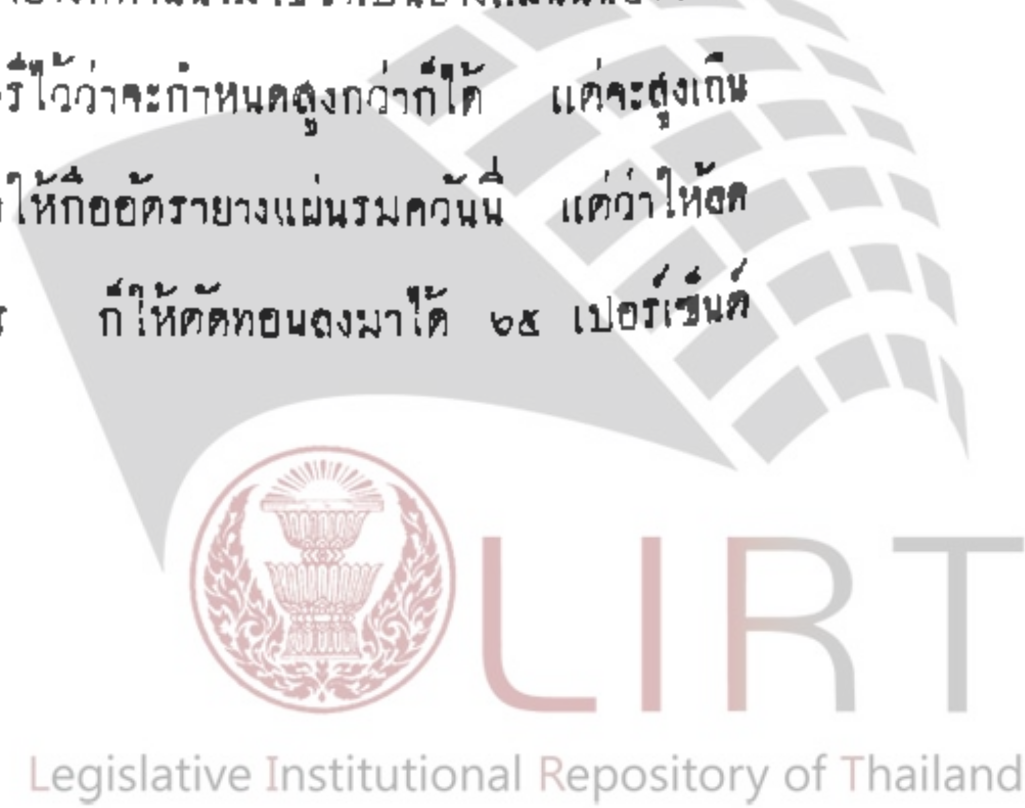 ไว้ว่าจะกำหนดสูงกว่าก็ได้ แต่จะสูงเกิน
ให้ถืออัตรายางแผ่นรมควันนี้ แต่ว่าให้ลด
ก็ให้ตัดทอนลงมาได้ ๒๕ เปอร์เซ็นต์
LIRT
Legislative Institutional Repository of Thailand